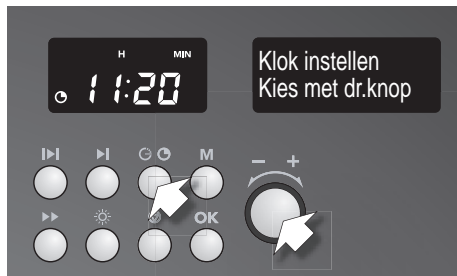 H MIN
11:20
Klok instellen
Kies met dr.knop
M
- +
OK